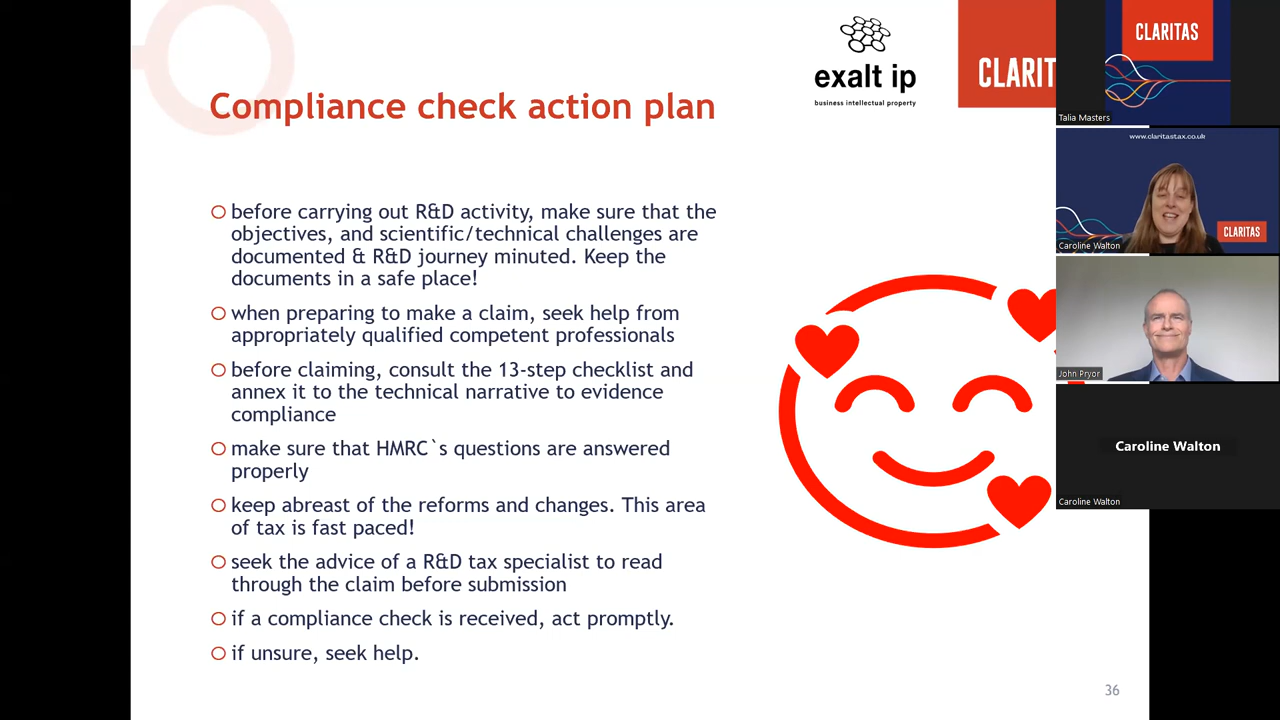 exalt ip
business intellectual property
CLARIT
Compliance check action plan
before carrying out R&D activity, make sure that the
objectives, and scientific/technical challenges are
documented & R&D journey minuted. Keep the
documents in a safe place!
when preparing to make a claim, seek help from
appropriately qualified competent professionals
before claiming, consult the 13-step checklist and
annex it to the technical narrative to evidence
compliance
make sure that HMRC`s questions are answered
properly
keep abreast of the reforms and changes. This area
of tax is fast paced!
seek the advice of a R&D tax specialist to read
through the claim before submission
if a compliance check is received, act promptly.
if unsure, seek help.
36
CLARITAS
Talia Masters
www.claritastax.co.uk
CLARITAS
Caroline Walton
John Pryor
Caroline Walton
Caroline Walton